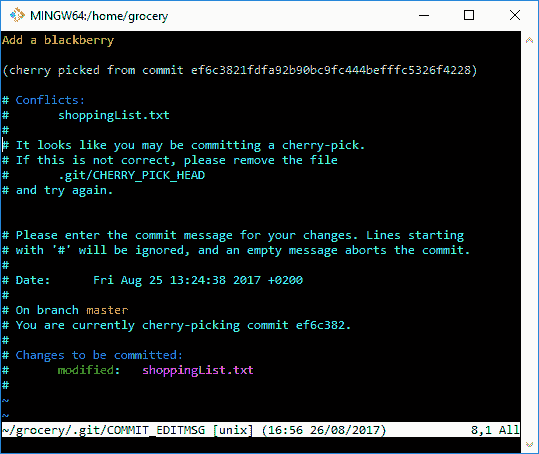 MINGW64:/home/grocery
Add a blackberry
(cherry picked from commit ef6c3821fdfa92b90bc9fc444befffc5326f4228)
# Conflicts:
#       shoppingList.txt
#
# It looks like you may be committing a cherry-pick.
# If this is not correct, please remove the file
#       .git/CHERRY_PICK_HEAD
# and try again.
# Please enter the commit message for your changes. Lines starting
# with '#' will be ignored, and an empty message aborts the commit.
#
# Date:      Fri Aug 25 13:24:38 2017 +0200
#
# On branch master
# You are currently cherry-picking commit ef6c382.
#
# Changes to be committed:
#       modified:   shoppingList.txt
#
~
~
~/grocery/.git/COMMIT_EDITMSG [unix] (16:56 26/08/2017) 8,1 All